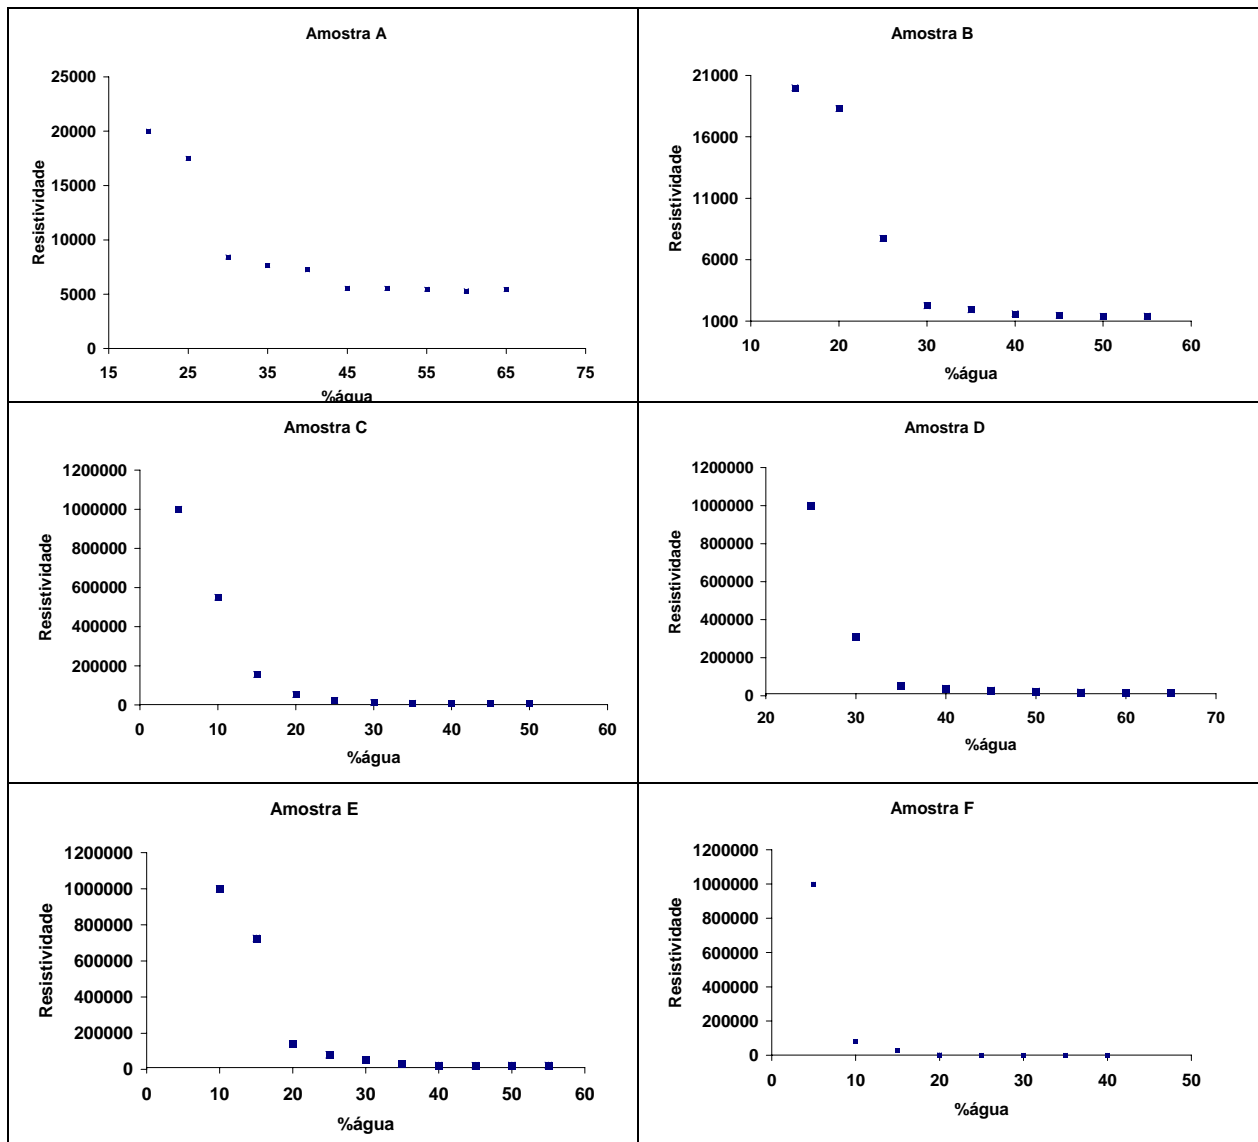 Amostra A
25000
20000
15000
10000
5000
0
Resistividade
15 25 35 45 55 65 75
%água
Amostra B
21000
16000
11000
6000
1000
Resistividade
10 20 30 40 50 60
%água
Amostra C
1200000
1000000
800000
600000
400000
200000
0
Resistividade
0 10 20 30 40 50 60
%água
Amostra D
1200000
1000000
800000
600000
400000
200000
0
Resistividade
20 30 40 50 60 70
%água
Amostra E
1200000
1000000
800000
600000
400000
200000
0
Resistividade
0 10 20 30 40 50 60
%água
Amostra F
1200000
1000000
800000
600000
400000
200000
0
Resistividade
0 10 20 30 40 50
%água